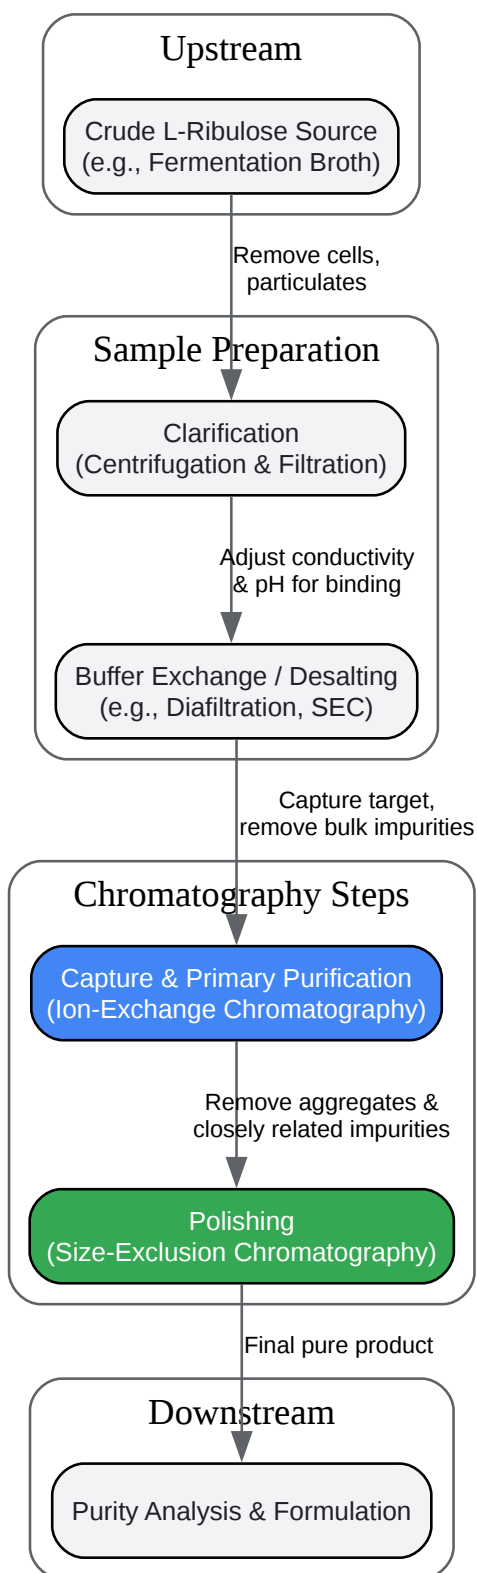 Upstream
Crude L-Ribulose Source
(e.g., Fermentation Broth)
Remove cells,
particulates
Sample Preparation
Clarification
(Centrifugation & Filtration)
Adjust conductivity
& pH for binding
Buffer Exchange / Desalting
(e.g., Diafiltration, SEC)
Capture target,
remove bulk impurities
Chromatography Steps
Capture & Primary Purification
(Ion-Exchange Chromatography)
Remove aggregates &
closely related impurities
Polishing
(Size-Exclusion Chromatography)
Final pure product
Downstream
Purity Analysis & Formulation